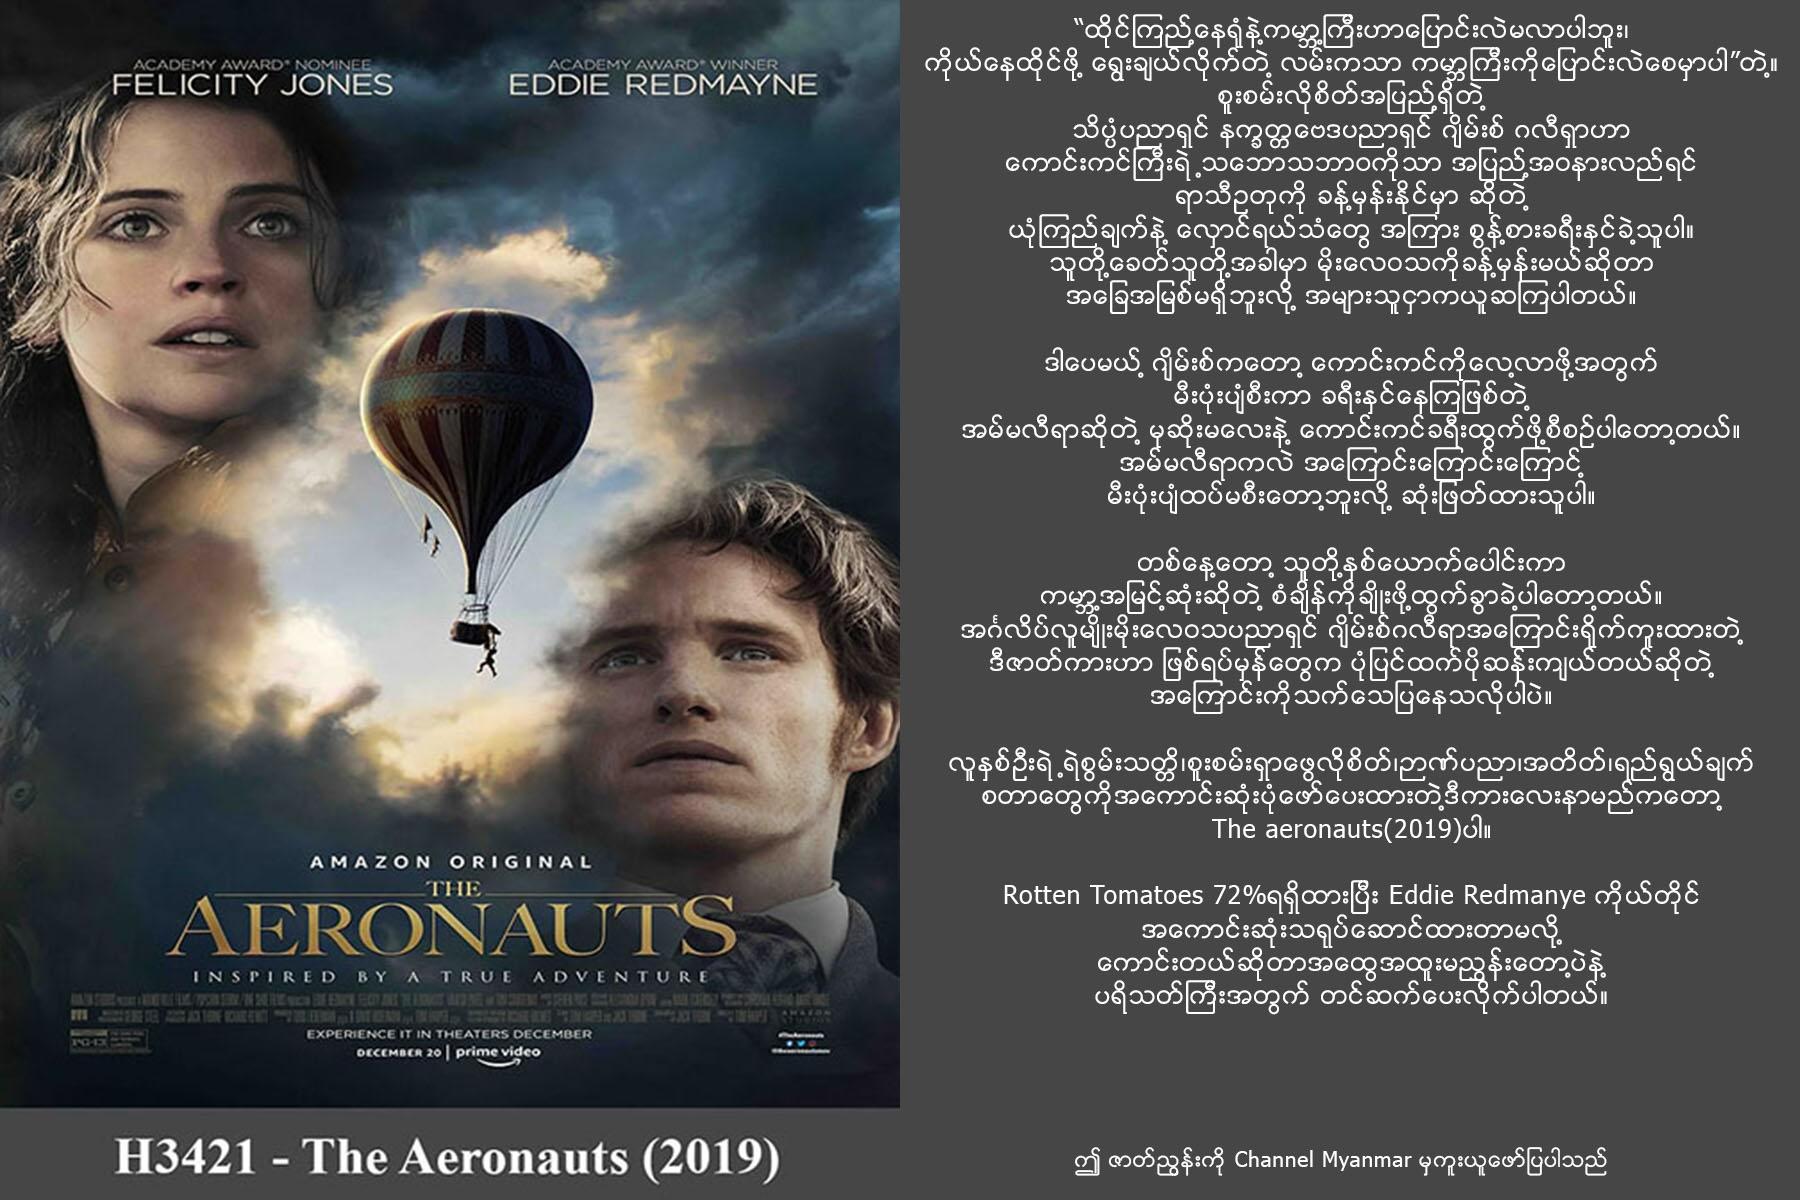 ACADEMY AWARD® NOMINEE
FELICITY JONES
ACADEMY AWARD® WINNER
EDDIE REDMAYNE
AMAZON ORIGINAL
THE
AERONAUTS
INSPIRED BY A TRUE ADVENTURE
EXPERIENCE IT IN THEATERS DECEMBER
DECEMBER 20 | prime video
H3421 - The Aeronauts (2019)
“ထိုင်ကြည့်နေရုံနဲ့ကမ္ဘာ့ကြီးဟာပြောင်းလဲမလာပါဘူး၊
ကိုယ်နေထိုင်ဖို့ ရွေးချယ်လိုက်တဲ့ လမ်းကသာ ကမ္ဘာကြီးကိုပြောင်းလဲစေမှာပါ”တဲ့။
စူးစမ်းလိုစိတ်အပြည့်ရှိတဲ့
သိပ္ပံပညာရှင် နက္ခတ္တဗေဒပညာရှင် ဂျိမ်းစ် ဂလီရှာဟာ
ကောင်းကင်ကြီးရဲ့သဘောသဘာဝကိုသာ အပြည့်အဝနားလည်ရင်
ရာသီဥတုကို ခန့်မှန်းနိုင်မှာ ဆိုတဲ့
ယုံကြည်ချက်နဲ့ လှောင်ရယ်သံတွေ အကြား စွန့်စားခရီးနှင်ခဲ့သူပါ။
သူတို့ခေတ်သူတို့အခါမှာ မိုးလေဝသကိုခန့်မှန်းမယ်ဆိုတာ
အခြေအမြစ်မရှိဘူးလို့ အများသူငှာကယူဆကြပါတယ်။
ဒါပေမယ့် ဂျိမ်းစ်ကတော့ ကောင်းကင်ကိုလေ့လာဖို့အတွက်
မီးပုံးပျံစီးကာ ခရီးနှင်နေကြဖြစ်တဲ့
အမ်မလီရာဆိုတဲ့ မုဆိုးမလေးနဲ့ ကောင်းကင်ခရီးထွက်ဖို့စီစဉ်ပါတော့တယ်။
အမ်မလီရာကလဲ အကြောင်းကြောင်းကြောင့်
မီးပုံးပျံထပ်မစီးတော့ဘူးလို့ ဆုံးဖြတ်ထားသူပါ။
တစ်နေ့တော့ သူတို့နှစ်ယောက်ပေါင်းကာ
ကမ္ဘာ့အမြင့်ဆုံးဆိုတဲ့ စံချိန်ကိုချိုးဖို့ထွက်ခွာခဲ့ပါတော့တယ်။
အင်္ဂလိပ်လူမျိုးမိုးလေဝသပညာရှင် ဂျိမ်းစ်ဂလီရာအကြောင်းရိုက်ကူးထားတဲ့
ဒီဇာတ်ကားဟာ ဖြစ်ရပ်မှန်တွေက ပုံပြင်ထက်ပိုဆန်းကျယ်တယ်ဆိုတဲ့
အကြောင်းကိုသက်သေပြနေသလိုပါပဲ။
လူနှစ်ဦးရဲ့ရဲစွမ်းသတ္တိ၊စူးစမ်းရှာဖွေလိုစိတ်၊ဉာဏ်ပညာ၊အတိတ်၊ရည်ရွယ်ချက်
စတာတွေကိုအကောင်းဆုံးပုံဖော်ပေးထားတဲ့ဒီကားလေးနာမည်ကတော့
The aeronauts(2019)ပါ။
Rotten Tomatoes 72%ရရှိထားပြီး Eddie Redmanye ကိုယ်တိုင်
အကောင်းဆုံးသရုပ်ဆောင်ထားတာမလို့
ကောင်းတယ်ဆိုတာအထွေအထူးမညွှန်းတော့ပဲနဲ့
ပရိသတ်ကြီးအတွက် တင်ဆက်ပေးလိုက်ပါတယ်။
ဤ ဇာတ်ညွှန်းကို Channel Myanmar မှကူးယူဖော်ပြပါသည်